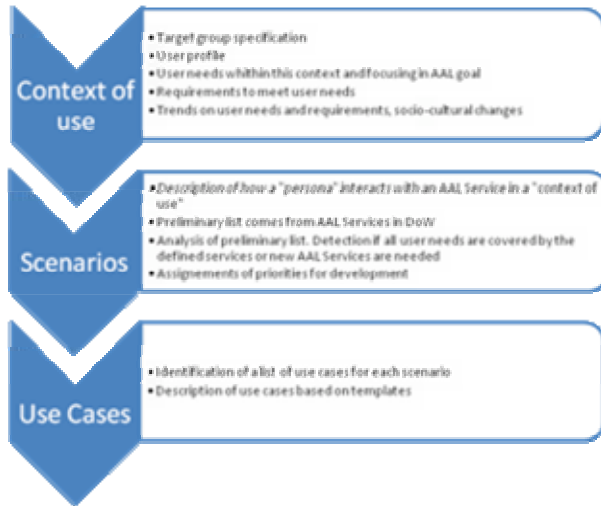 Context of
use
• Target group specification
• User profile
• User needs whithin this context and focusing in AAL goal
• Requirements to meet user needs
• Trends on user needs and requirements, socio-cultural changes
Scenarios
• Description of how a "persona" interacts with an AAL Service in a "context of
use"
• Preliminary list comes from AAL Services in DoW
• Analysis of preliminary list. Detection if all user needs are covered by the
defined services or new AAL Services are needed
• Assignements of priorities for development
Use Cases
• Identification of a list of use cases for each scenario
• Description of use cases based on templates